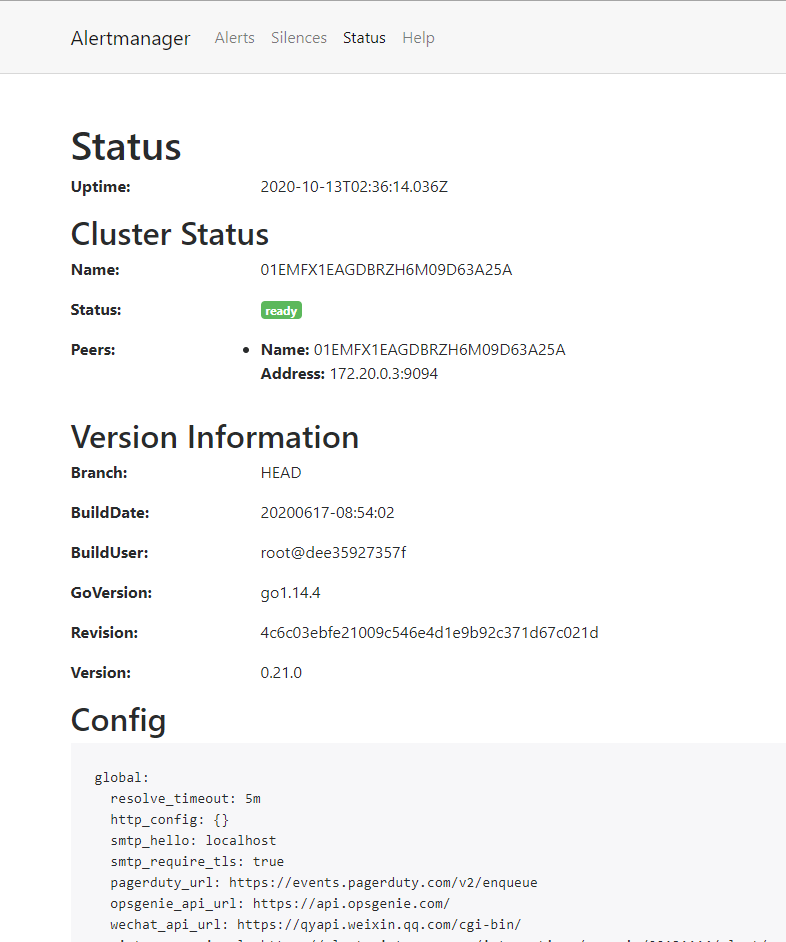 Alertmanager Alerts Silences Status Help
Status
Uptime: 2020-10-13T02:36:14.036Z
Cluster Status
Name: 01EMFX1EAGDBRZH6M09D63A25A
Status: ready
Peers: • Name: 01EMFX1EAGDBRZH6M09D63A25A
Address: 172.20.0.3:9094
Version Information
Branch: HEAD
BuildDate: 20200617-08:54:02
BuildUser: root@dee35927357f
GoVersion: go1.14.4
Revision: 4c6c03ebfe21009c546e4d1e9b92c371d67c021d
Version: 0.21.0
Config
global:
  resolve_timeout: 5m
  http_config: {}
  smtp_hello: localhost
  smtp_require_tls: true
  pagerduty_url: https://events.pagerduty.com/v2/enqueue
  opsgenie_api_url: https://api.opsgenie.com/
  wechat_api_url: https://qyapi.weixin.qq.com/cgi-bin/